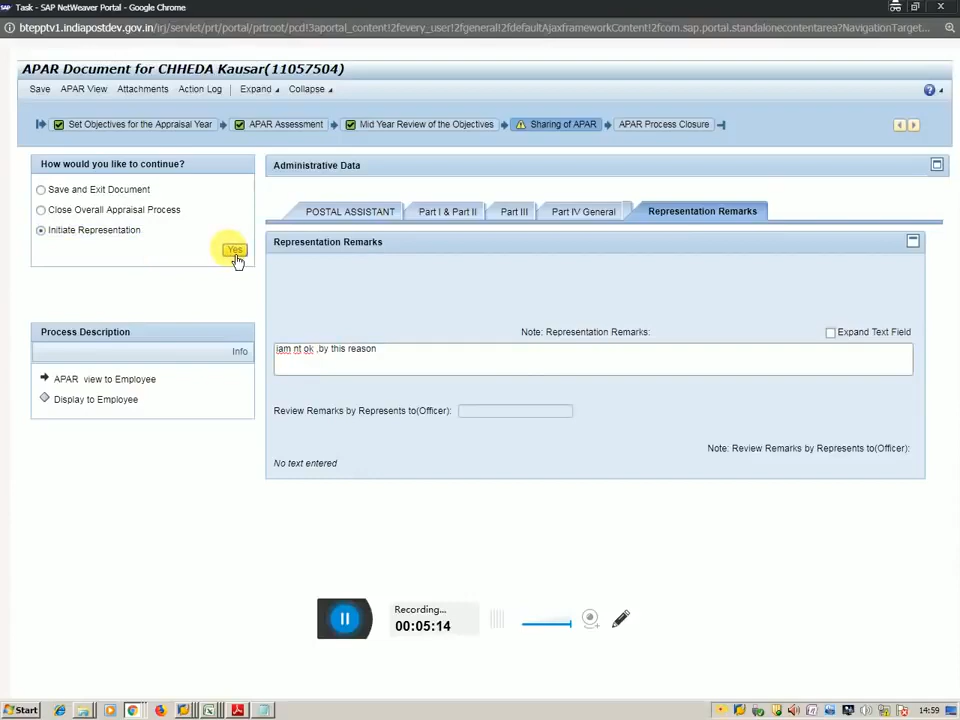 Task - SAP NetWeaver Portal - Google Chrome
btepptv1.indiapostdev.gov.in/irj/servlet/prt/portal/prtroot/pcd!3aportal_content!2fevery_user!2fgeneral!2fdefaultAjaxframeworkContent!2fcom.sap.portal.standalonecontentarea?NavigationTarget...
APAR Document for CHHEDA Kausar(11057504)
Save APAR View Attachments Action Log Expand Collapse
Set Objectives for the Appraisal Year APAR Assessment Mid Year Review of the Objectives Sharing of APAR APAR Process Closure
How would you like to continue?
Save and Exit Document
Close Overall Appraisal Process
Initiate Representation
Yes
Process Description
Info
APAR view to Employee
Display to Employee
Administrative Data
POSTAL ASSISTANT Part I & Part II Part III Part IV General Representation Remarks
Representation Remarks
Note: Representation Remarks: Expand Text Field
iam nt ok .by this reason
Review Remarks by Represents to(Officer):
Note: Review Remarks by Represents to(Officer):
No text entered
Recording...
00:05:14
Start 14:59